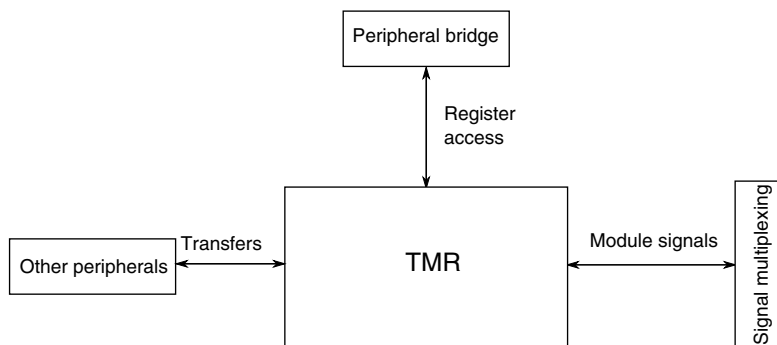 Peripheral bridge
Register
access
Transfers
Other peripherals
TMR
Module signals
Signal multiplexing